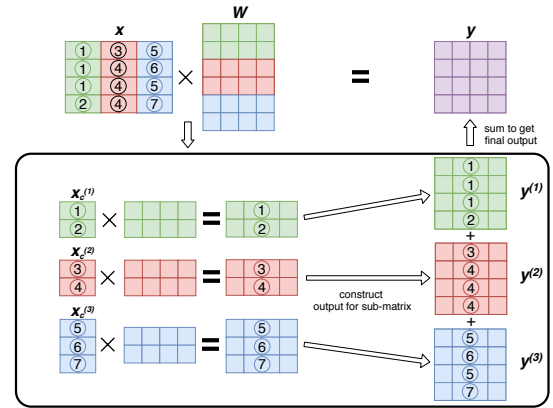 x W y
1 3 5
1 4 6
1 4 5
2 4 7
× =
sum to get
final output
x_c^(1)
1
2
× =
1
2
1
1
1
2
y^(1)
+
x_c^(2)
3
4
× =
3
4
3
4
4
4
y^(2)
construct
output for sub-matrix
+
x_c^(3)
5
6
7
× =
5
6
7
5
6
5
7
y^(3)